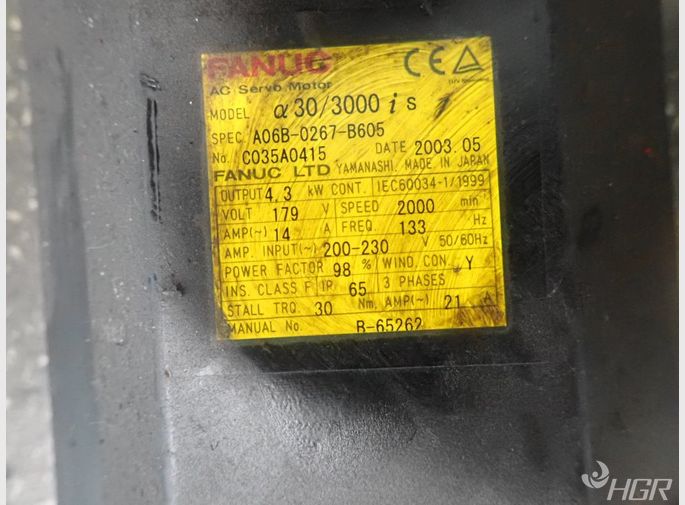 FANUC
AC Servo Motor
MODEL α30/3000is
SPEC. A06B-0267-B605
No. C035A0415 DATE 2003.05
FANUC LTD YAMANASHI, MADE IN JAPAN
OUTPUT 4.3 kW CONT. IEC60034-1/1999
VOLT 179 V SPEED 2000 min⁻¹
AMP(~) 14 A FREQ. 133 Hz
AMP. INPUT(~) 200-230 V 50/60Hz
POWER FACTOR 98 % WIND.CON. Y
INS. CLASS F IP 65 3 PHASES
STALL TRQ. 30 Nm, AMP(~) 21 A
MANUAL No. B-65262
HGR